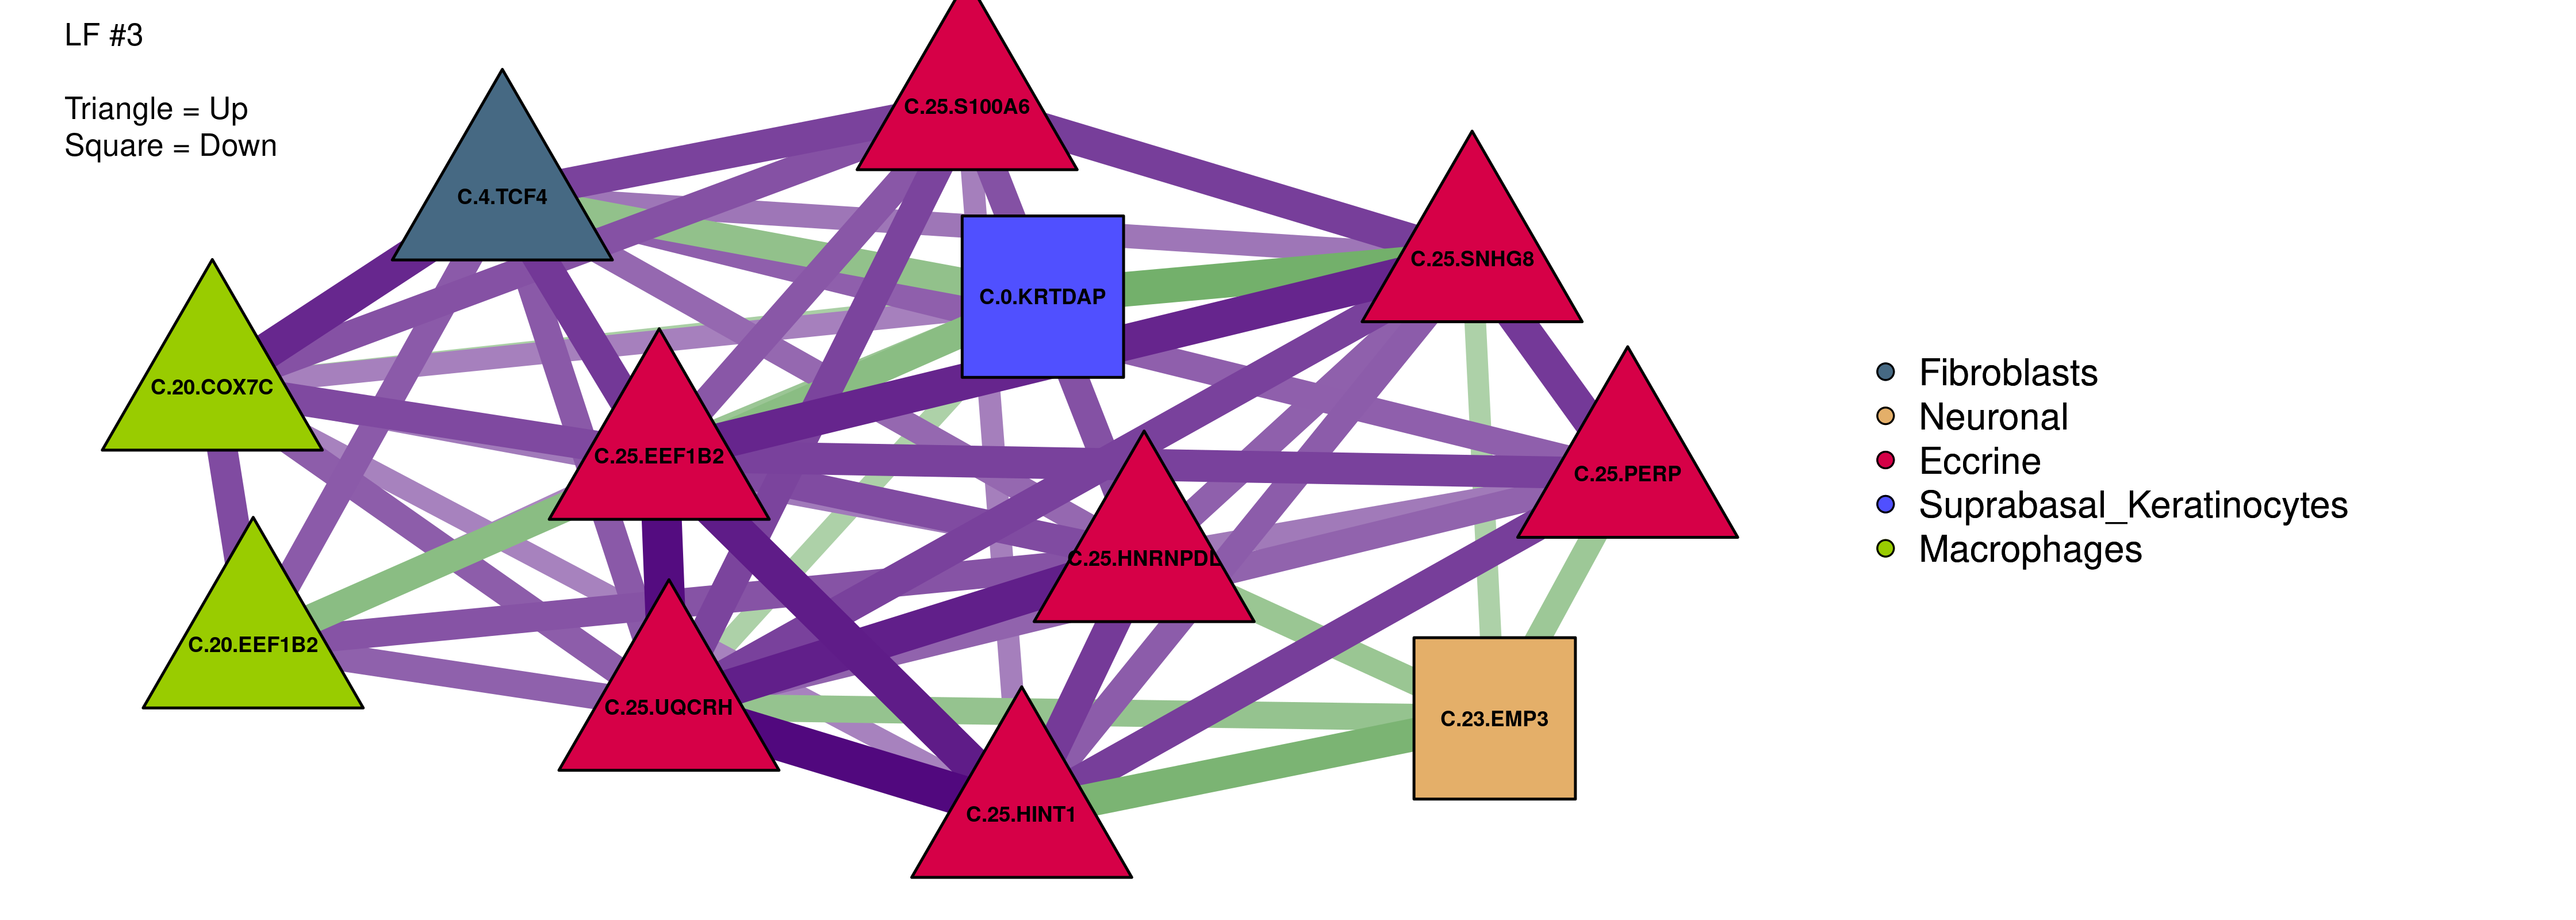 LF #3
Triangle = Up
Square = Down
C.25.S100A6
C.4.TCF4
C.25.SNHG8
C.0.KRTDAP
C.20.COX7C
C.25.EEF1B2
C.25.PERP
C.25.HNRNPDL
C.20.EEF1B2
C.25.UQCRH
C.23.EMP3
C.25.HINT1
Fibroblasts
Neuronal
Eccrine
Suprabasal_Keratinocytes
Macrophages